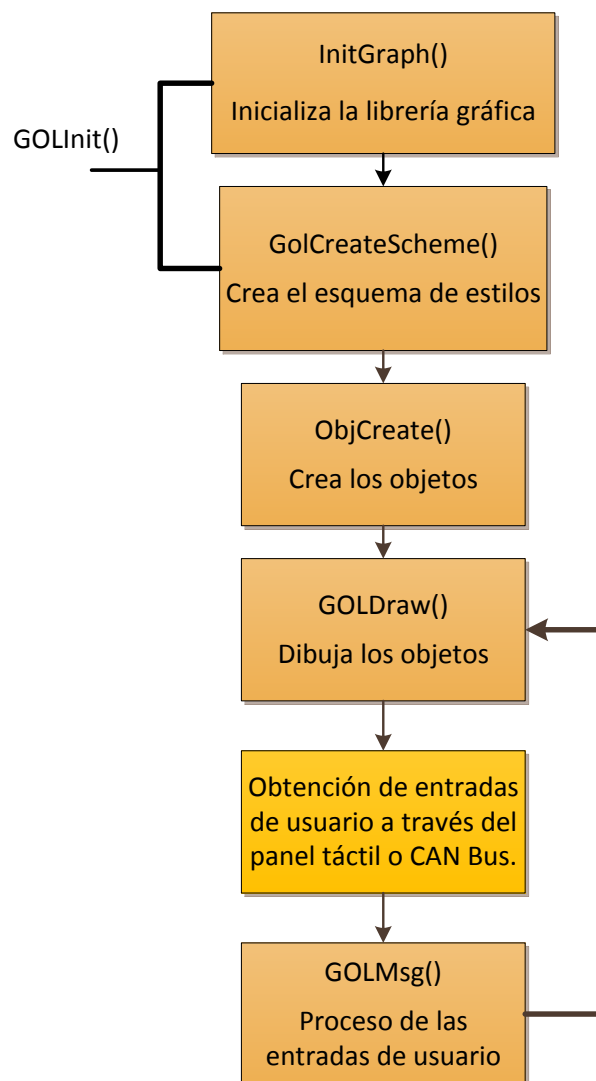 InitGraph()
Inicializa la librería gráfica
GOLInit()
GolCreateScheme()
Crea el esquema de estilos
ObjCreate()
Crea los objetos
GOLDraw()
Dibuja los objetos
Obtención de entradas
de usuario a través del
panel táctil o CAN Bus.
GOLMsg()
Proceso de las
entradas de usuario